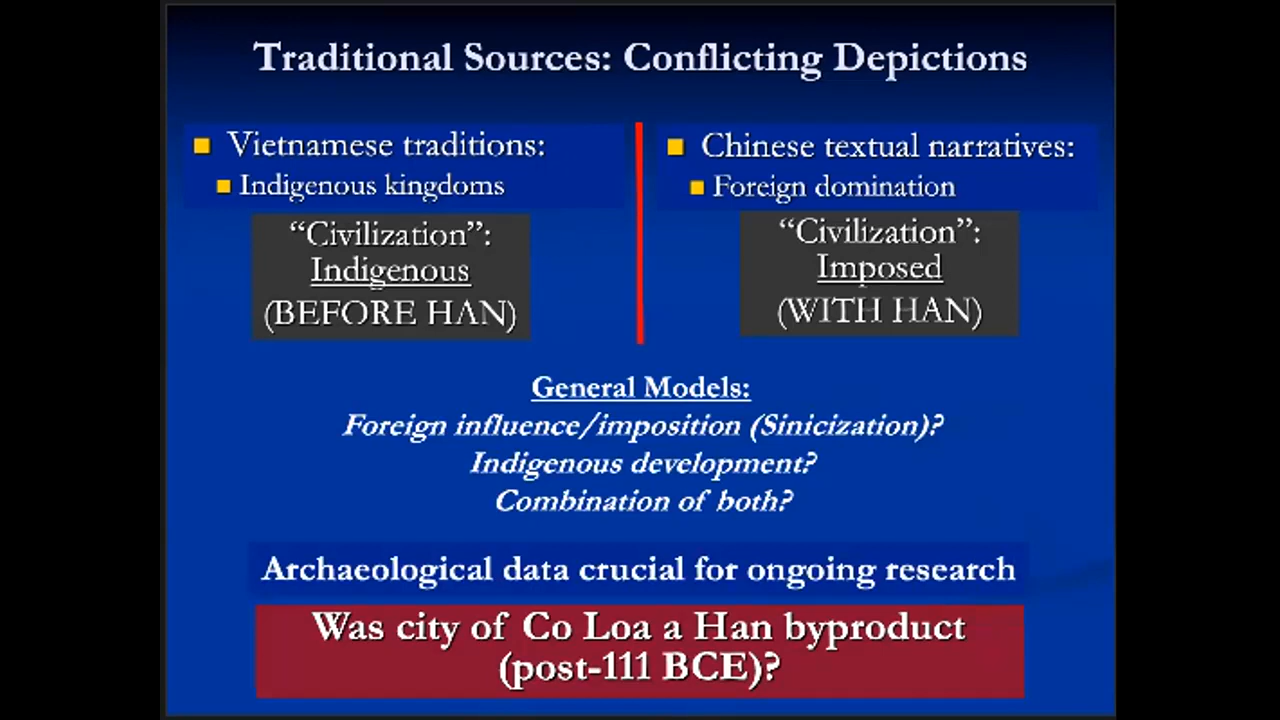 Traditional Sources: Conflicting Depictions
Vietnamese traditions:
Indigenous kingdoms
"Civilization":
Indigenous
(BEFORE HAN)
Chinese textual narratives:
Foreign domination
"Civilization":
Imposed
(WITH HAN)
General Models:
Foreign influence/imposition (Sinicization)?
Indigenous development?
Combination of both?
Archaeological data crucial for ongoing research
Was city of Co Loa a Han byproduct
(post-111 BCE)?